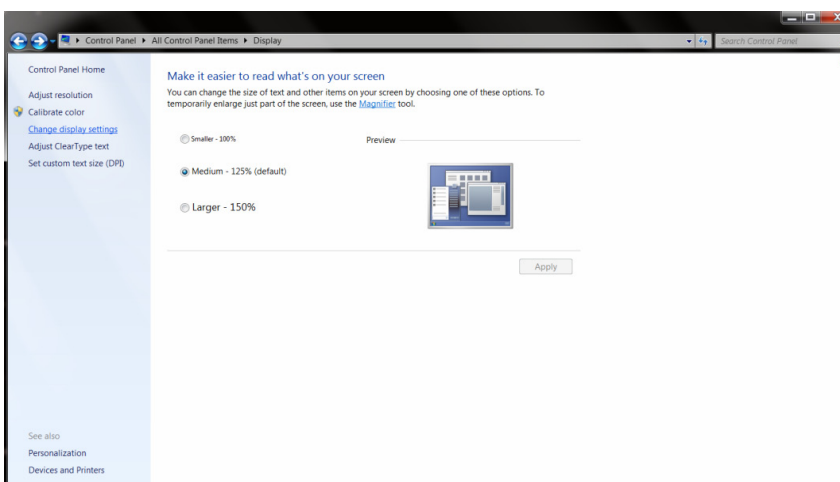 Control Panel ▸ All Control Panel Items ▸ Display
Search Control Panel
Control Panel Home
Adjust resolution
Calibrate color
Change display settings
Adjust ClearType text
Set custom text size (DPI)
See also
Personalization
Devices and Printers
Make it easier to read what's on your screen
You can change the size of text and other items on your screen by choosing one of these options. To
temporarily enlarge just part of the screen, use the Magnifier tool.
Smaller - 100%
Medium - 125% (default)
Larger - 150%
Preview
Apply